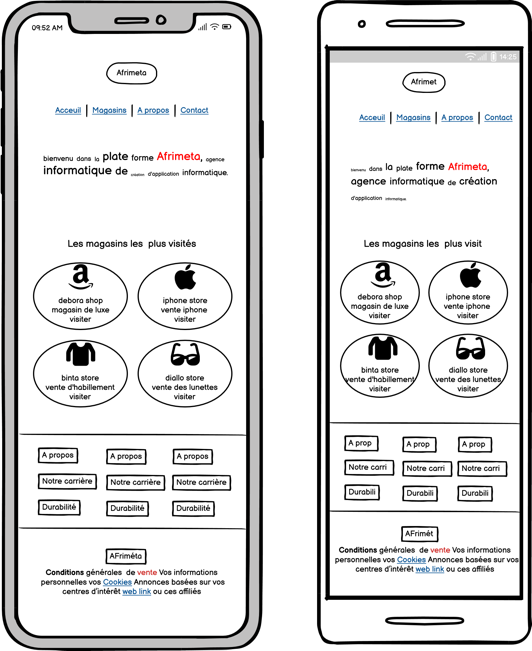 09:52 AM
Afrimeta
Acceuil Magasins A propos Contact
bienvenu dans la plate forme Afrimeta, agence
informatique de création d'application informatique.
Les magasins les plus visités
a
debora shop
magasin de luxe
visiter
iphone store
vente iphone
visiter
binta store
vente d'habillement
visiter
diallo store
vente des lunettes
visiter
A propos A propos A propos
Notre carrière Notre carrière Notre carrière
Durabilité Durabilité Durabilité
AFriméta
Conditions générales de vente Vos informations
personnelles vos Cookies Annonces basées sur vos
centres d'intérêt web link ou ces affiliés
14:25
Afrimet
Acceuil Magasins A propos Contact
bienvenu dans la plate forme Afrimeta,
agence informatique de création
d'application informatique
Les magasins les plus visit
a
debora shop
magasin de luxe
visiter
iphone store
vente iphone
visiter
binta store
vente d'habillement
visiter
diallo store
vente des lunettes
visiter
A prop A prop A prop
Notre carri Notre carri Notre carri
Durabili Durabili Durabili
AFrimét
Conditions générales de vente Vos informations
personnelles vos Cookies Annonces basées sur vos
centres d'intérêt web link ou ces affiliés